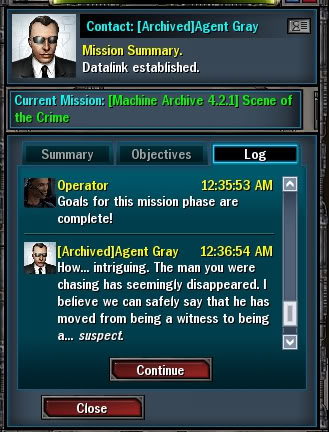 Contact: [Archived]Agent Gray
Mission Summary.
Datalink established.
Current Mission: [Machine Archive 4.2.1] Scene of
the Crime
Summary
Objectives
Log
Operator 12:35:53 AM
Goals for this mission phase are
complete!
[Archived]Agent Gray 12:36:54 AM
How... intriguing. The man you were
chasing has seemingly disappeared. I
believe we can safely say that he has
moved from being a witness to being
a... suspect.
Continue
Close